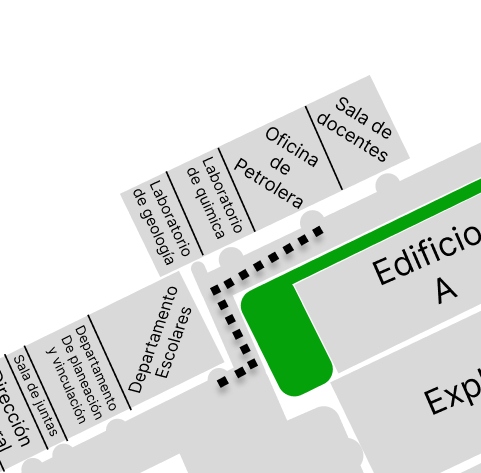 Sala de
docentes
Oficina
de
Petrolera
Laboratorio
de química
Laboratorio
de geología
Edificio
A
Departamento
Escolares
Departamento
De planeación
y vinculación
Sala de juntas
Dirección